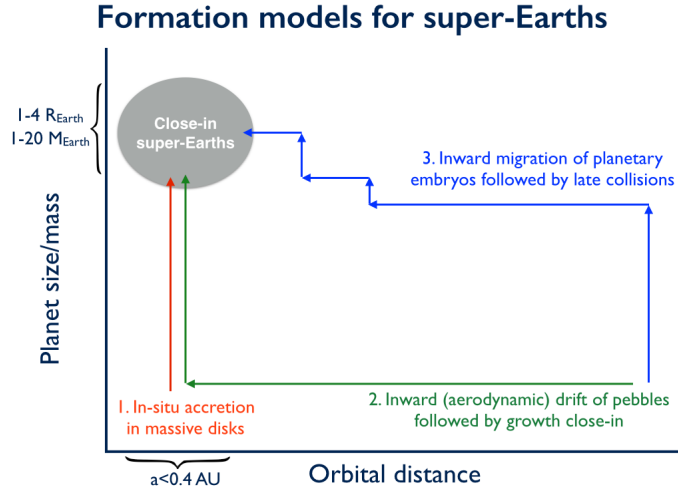 Formation models for super-Earths
1-4 REarth
1-20 MEarth
Close-in
super-Earths
3. Inward migration of planetary
embryos followed by late collisions
Planet size/mass
1. In-situ accretion
in massive disks
2. Inward (aerodynamic) drift of pebbles
followed by growth close-in
a<0.4 AU
Orbital distance